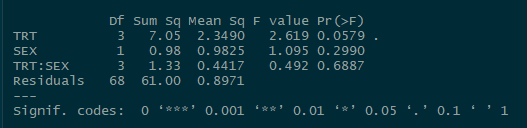 Df Sum Sq Mean Sq F value Pr(>F)
TRT          3   7.05  2.3490   2.619 0.0579 .
SEX          1   0.98  0.9825   1.095 0.2990
TRT:SEX      3   1.33  0.4417   0.492 0.6887
Residuals   68  61.00  0.8971
---
Signif. codes:  0 ‘***’ 0.001 ‘**’ 0.01 ‘*’ 0.05 ‘.’ 0.1 ‘ ’ 1